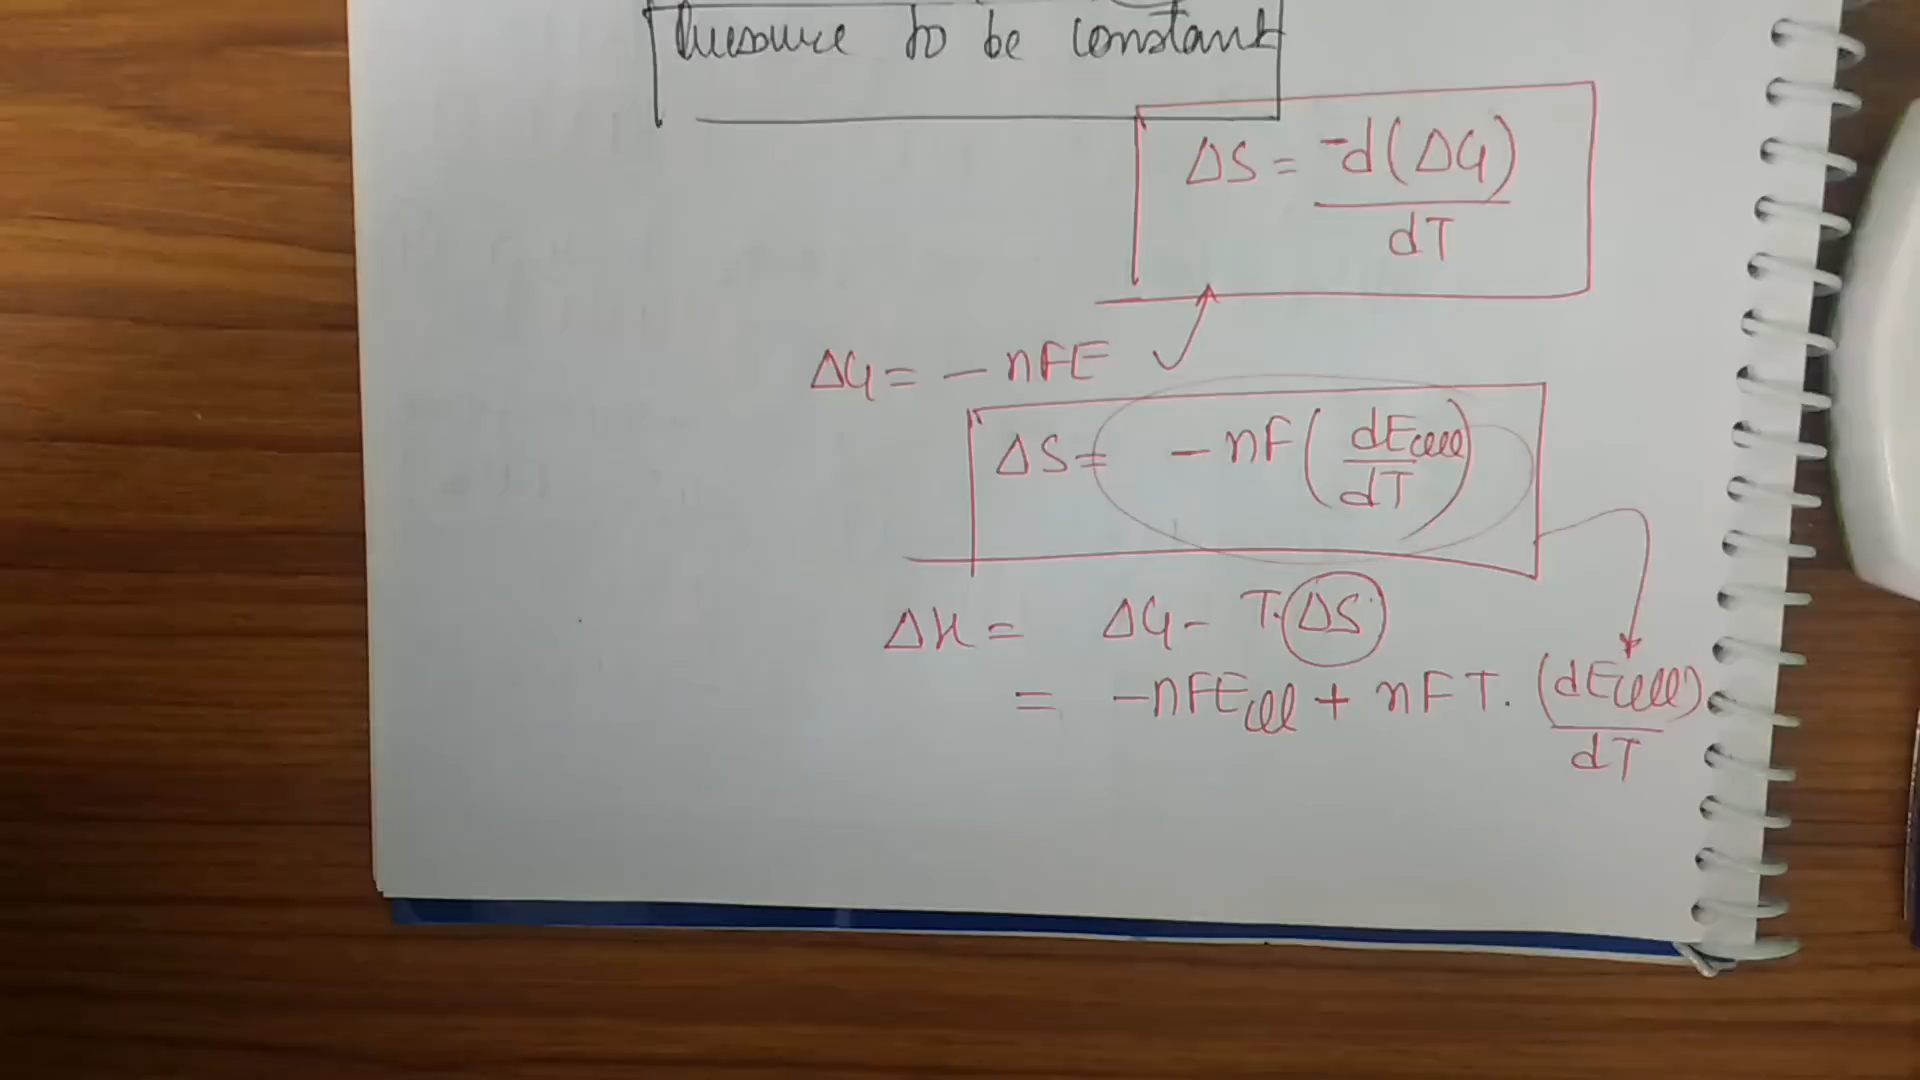 Pressure to be constant
ΔS = -d(ΔG)/dT
ΔG = - nFE
ΔS = - nF(dEcell/dT)
ΔH = ΔG - T.ΔS
= -nFEcell + nFT. (dEcell)/dT